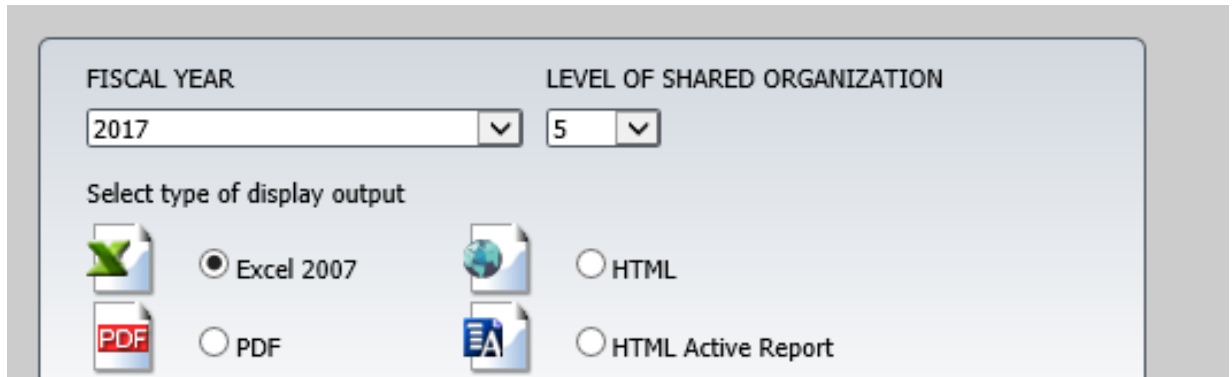 FISCAL YEAR LEVEL OF SHARED ORGANIZATION
2017 5
Select type of display output
Excel 2007 HTML
PDF PDF A HTML Active Report